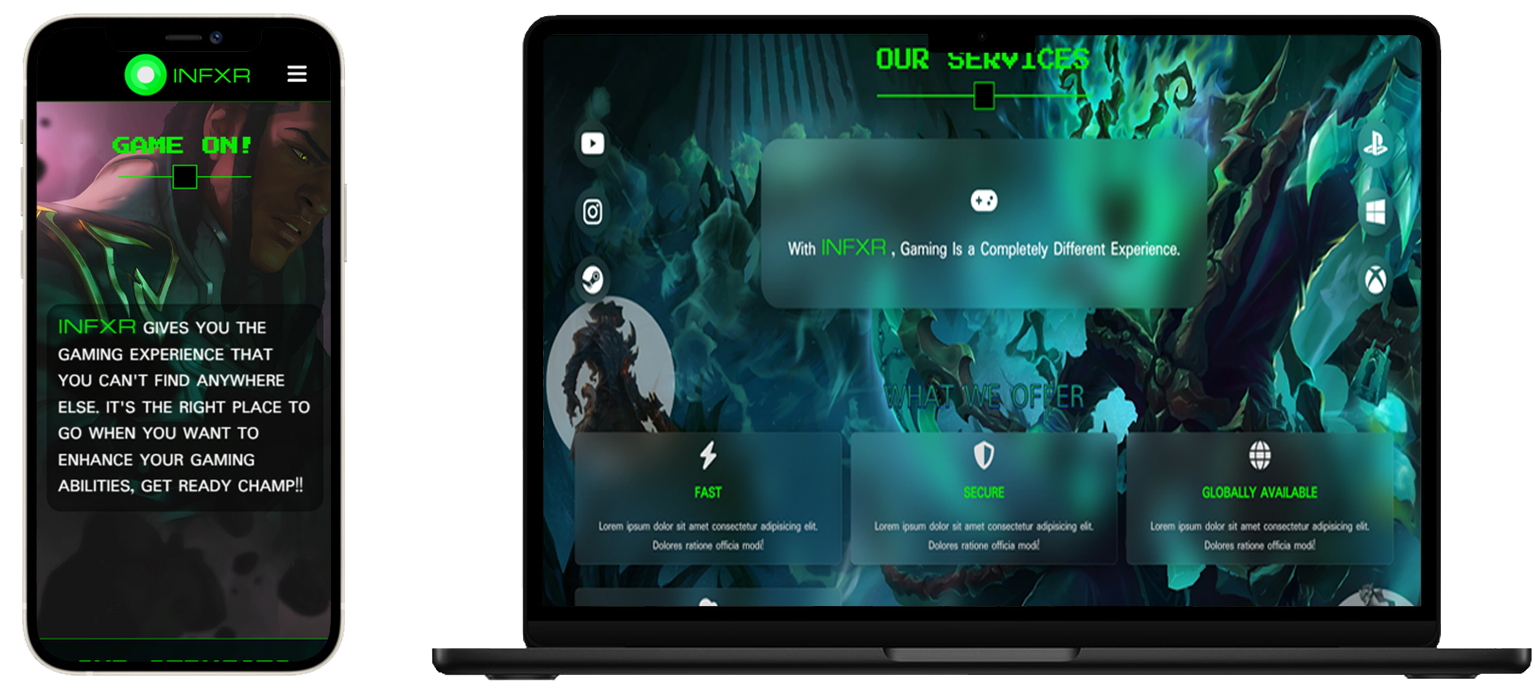 INFXR
GAME ON!
INFXR GIVES YOU THE
GAMING EXPERIENCE THAT
YOU CAN'T FIND ANYWHERE
ELSE. IT'S THE RIGHT PLACE TO
GO WHEN YOU WANT TO
ENHANCE YOUR GAMING
ABILITIES, GET READY CHAMP!!
OUR SERVICES
With INFXR , Gaming Is a Completely Different Experience.
WHAT WE OFFER
FAST
Lorem ipsum dolor sit amet consectetur adipisicing elit.
Dolores ratione officia modi!
SECURE
Lorem ipsum dolor sit amet consectetur adipisicing elit.
Dolores ratione officia modi!
GLOBALLY AVAILABLE
Lorem ipsum dolor sit amet consectetur adipisicing elit.
Dolores ratione officia modi!